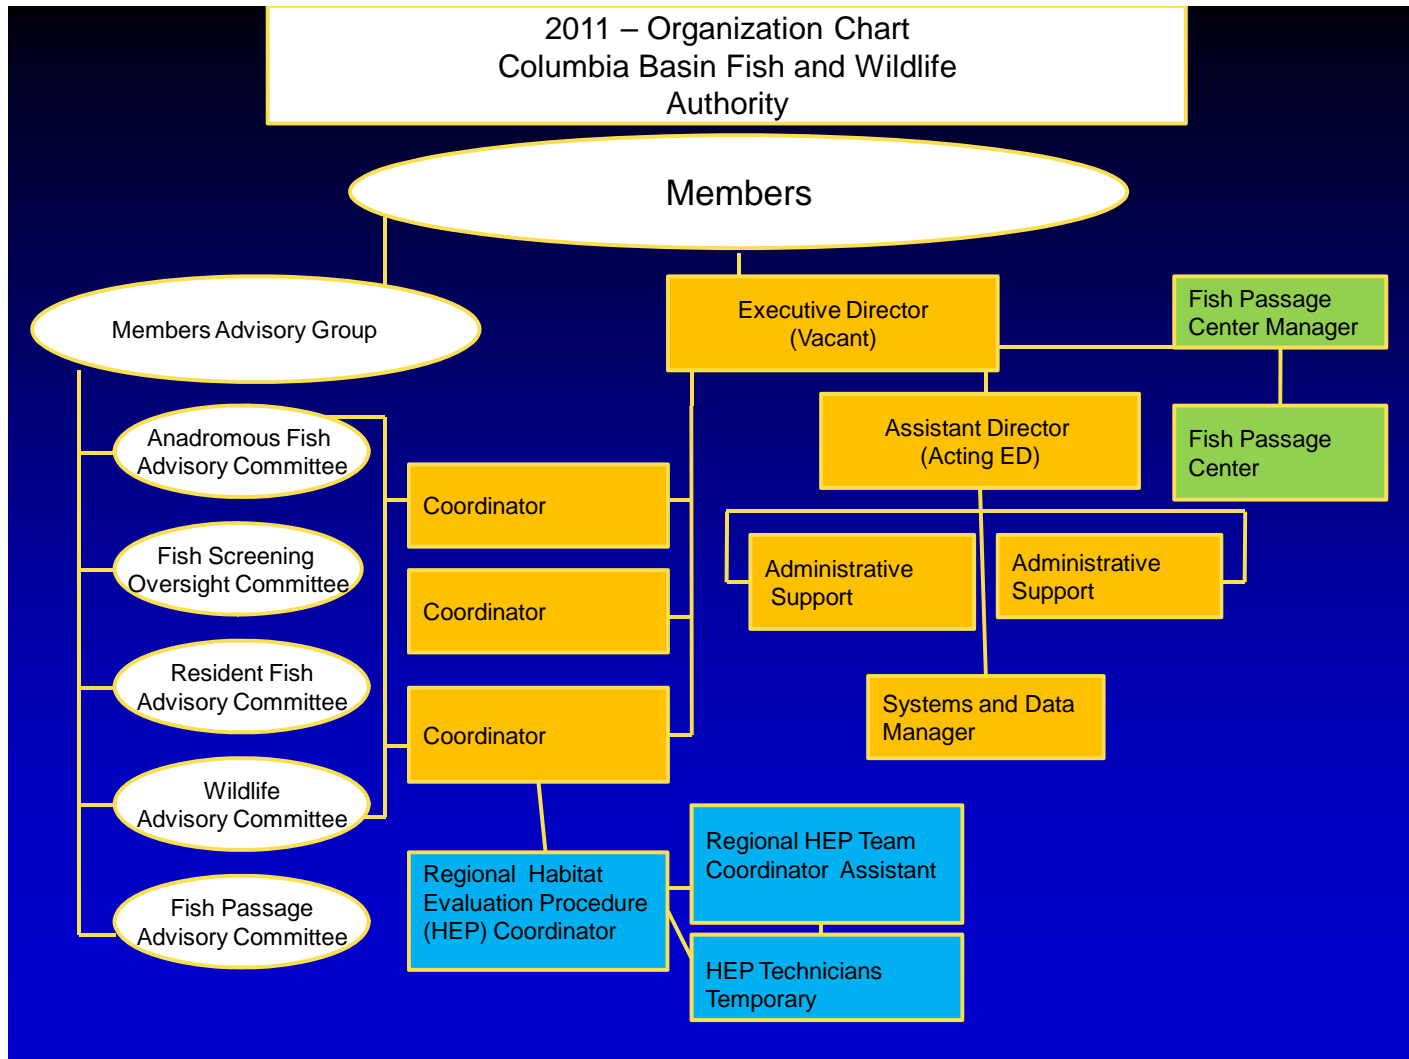 2011 – Organization Chart
Columbia Basin Fish and Wildlife
Authority
Members
Members Advisory Group
Executive Director
(Vacant)
Fish Passage
Center Manager
Assistant Director
(Acting ED)
Fish Passage
Center
Anadromous Fish
Advisory Committee
Fish Screening
Oversight Committee
Resident Fish
Advisory Committee
Wildlife
Advisory Committee
Fish Passage
Advisory Committee
Coordinator
Coordinator
Coordinator
Administrative
Support
Administrative
Support
Systems and Data
Manager
Regional Habitat
Evaluation Procedure
(HEP) Coordinator
Regional HEP Team
Coordinator Assistant
HEP Technicians
Temporary